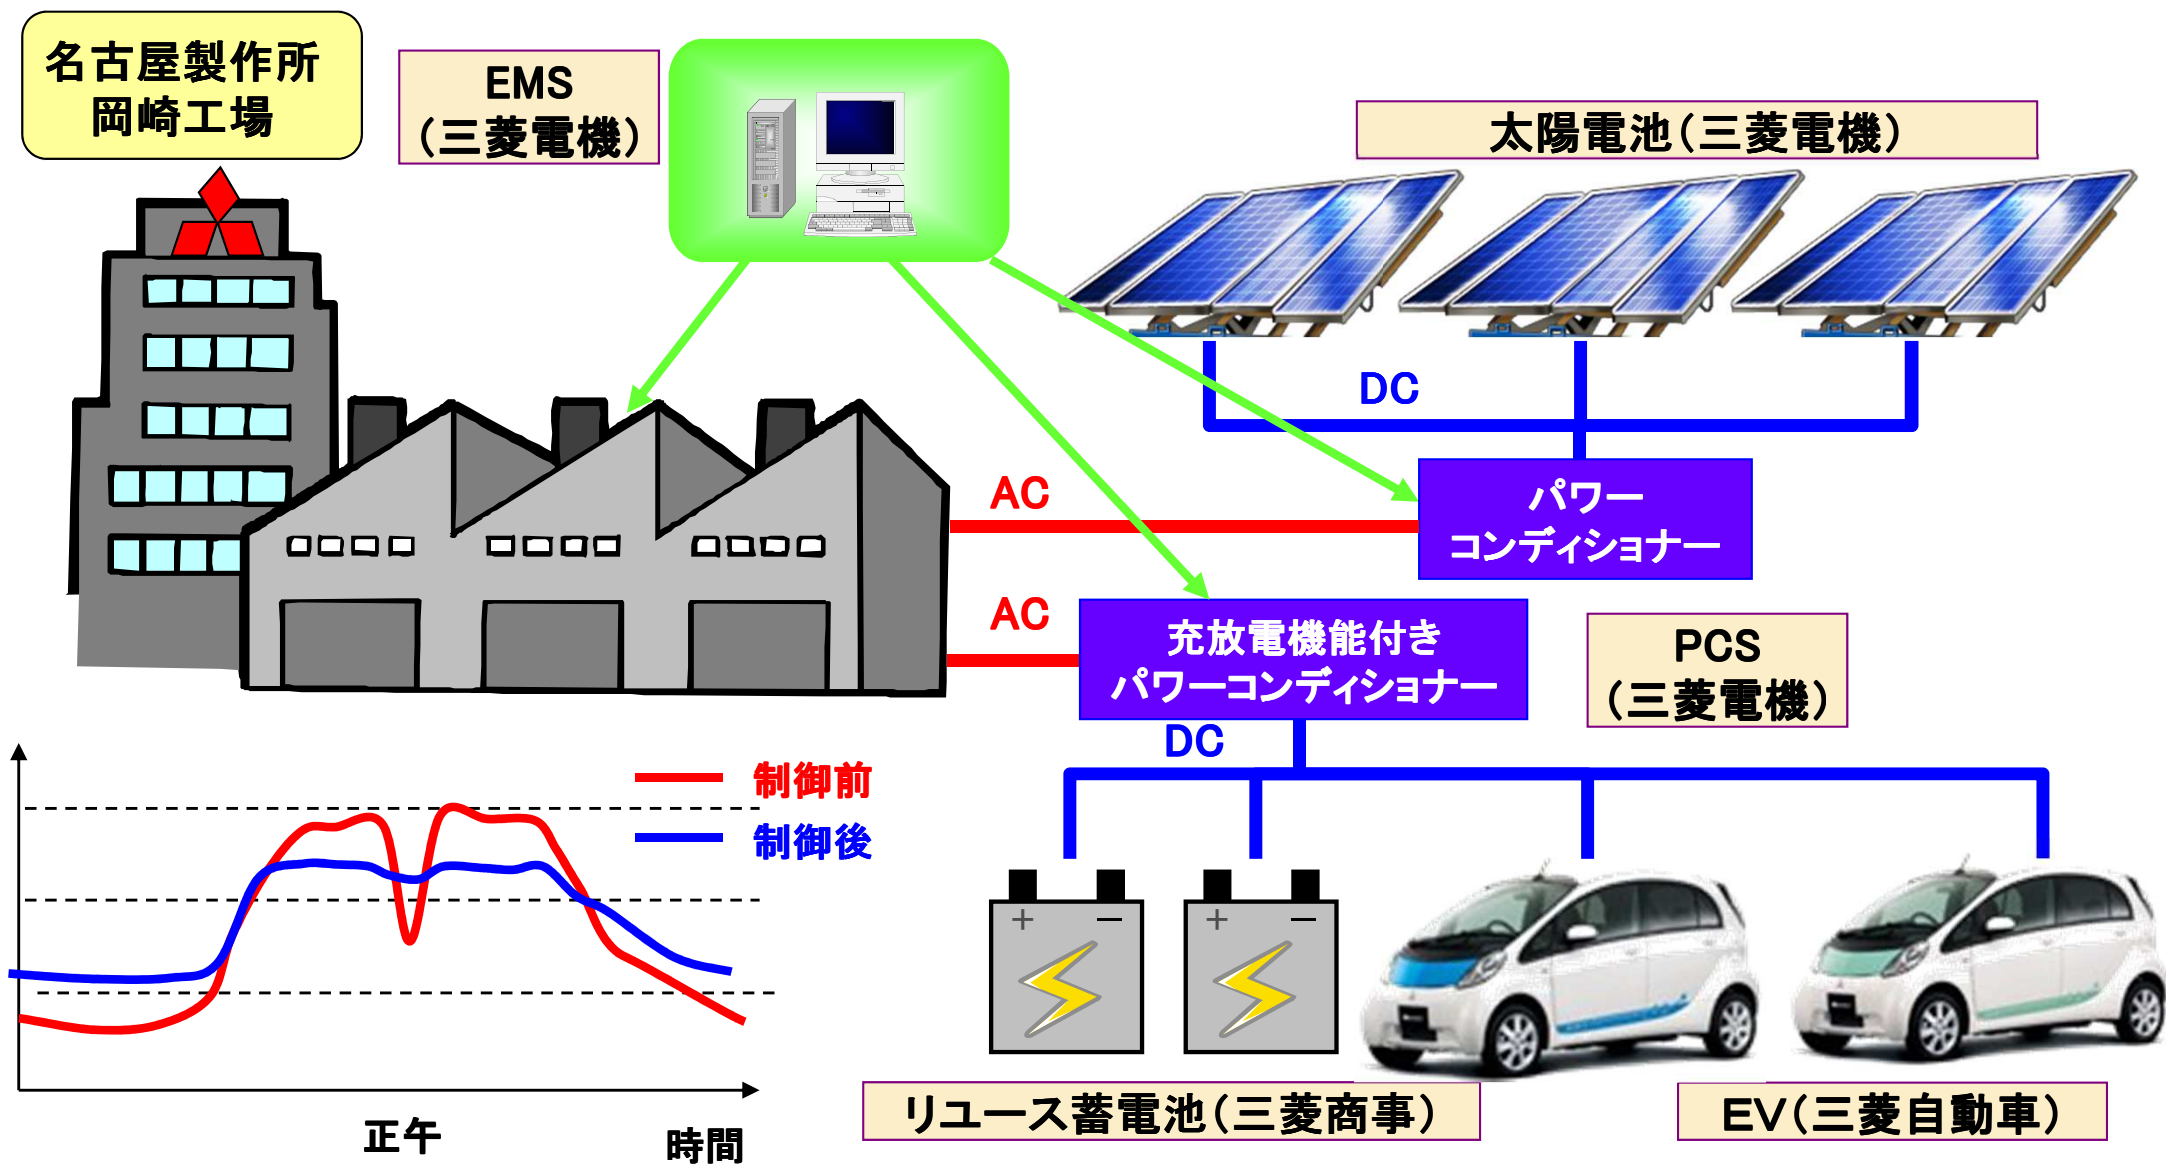 名古屋製作所
岡崎工場
EMS
（三菱電機）
太陽電池（三菱電機）
DC
AC
パワー
コンディショナー
AC
充放電機能付き
パワーコンディショナー
PCS
（三菱電機）
DC
制御前
制御後
+ −
+ −
正午
時間
リユース蓄電池（三菱商事）
EV（三菱自動車）